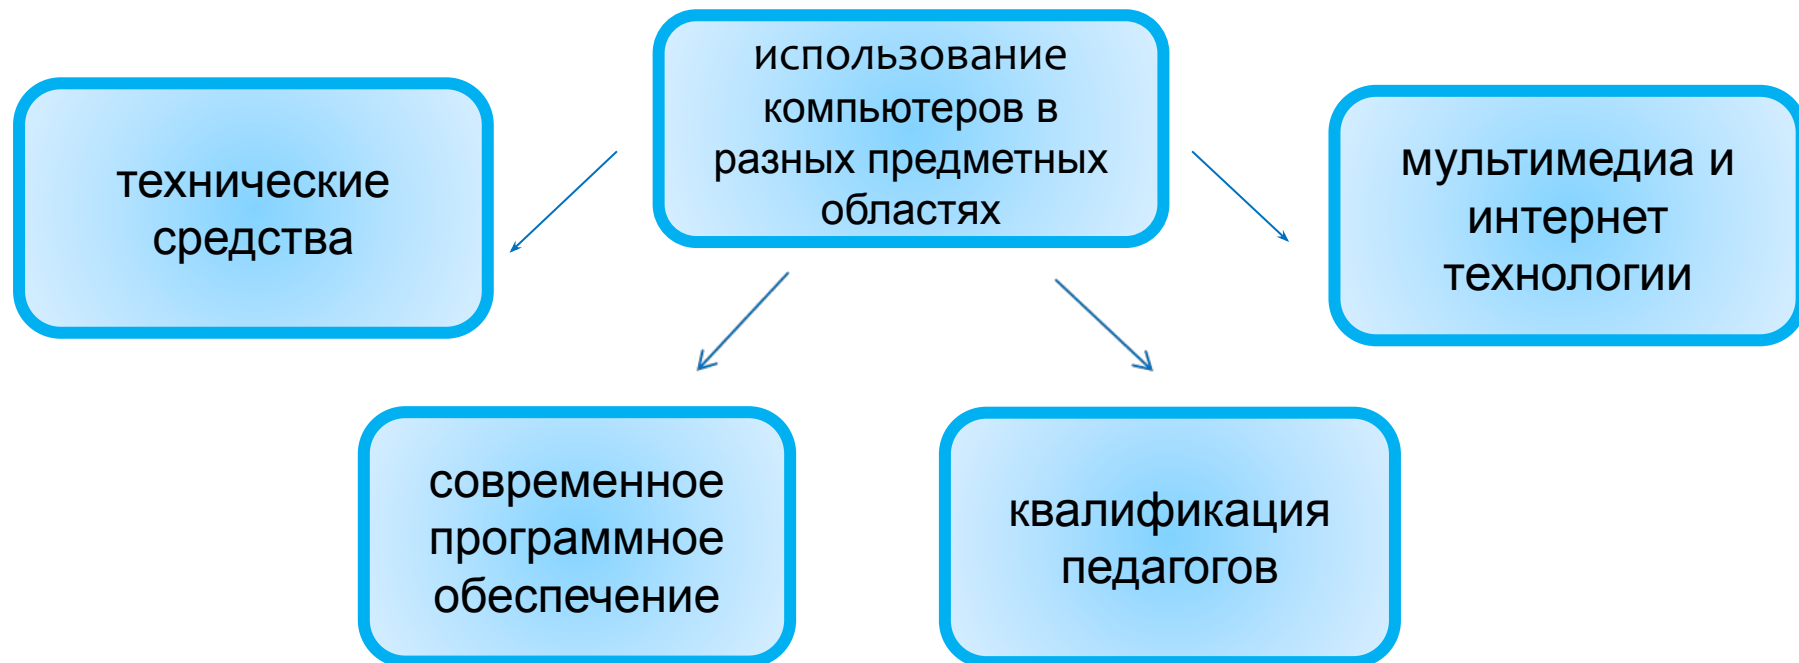 использование
компьютеров в
разных предметных
областях
технические
средства
мультимедиа и
интернет
технологии
современное
программное
обеспечение
квалификация
педагогов